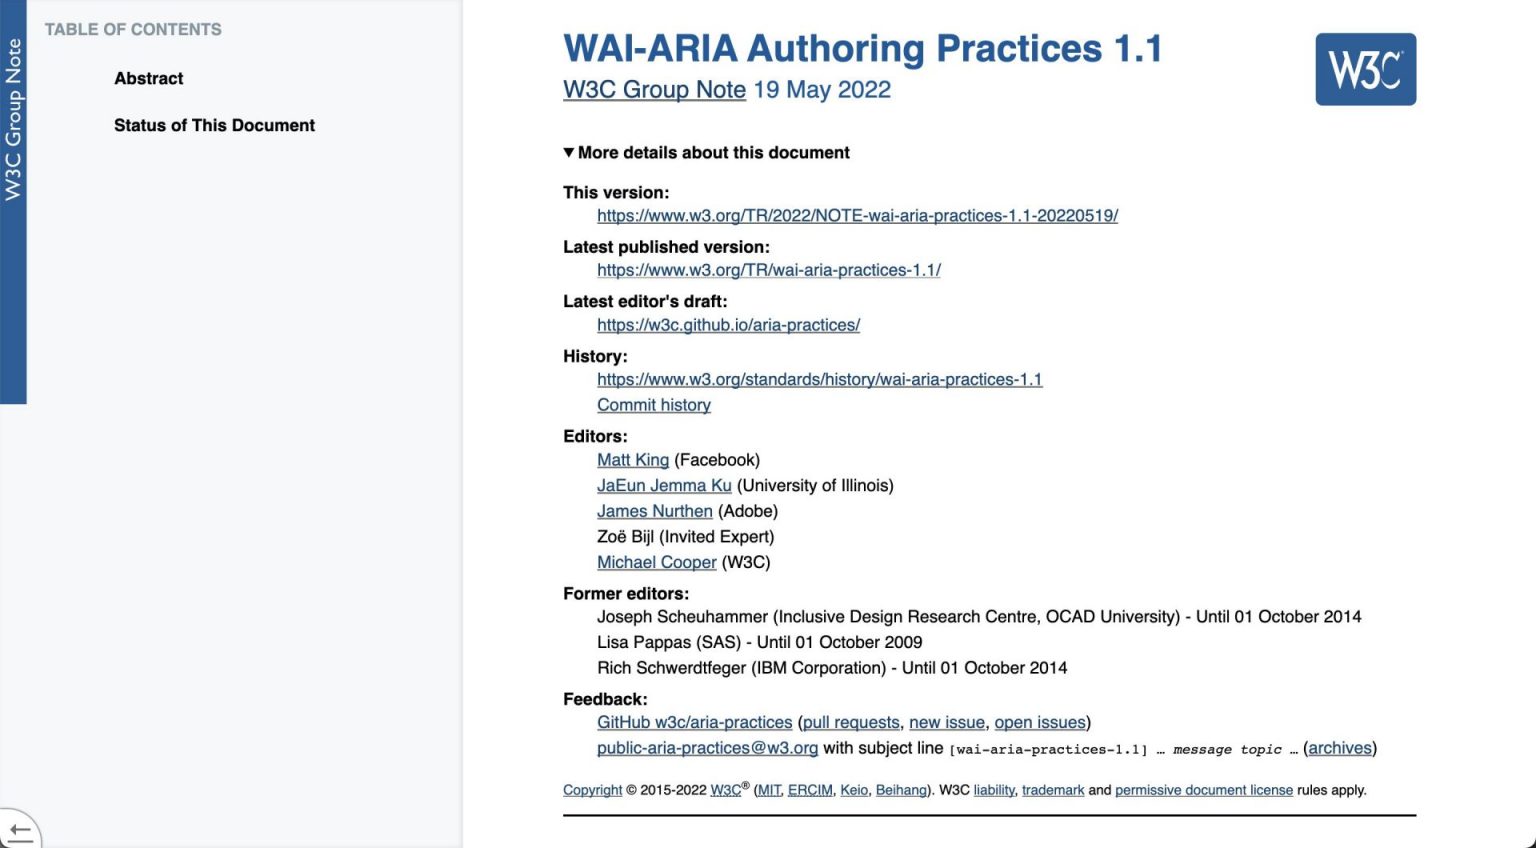 W3C Group Note
TABLE OF CONTENTS
Abstract
Status of This Document
WAI-ARIA Authoring Practices 1.1
W3C
W3C Group Note 19 May 2022
▼ More details about this document
This version:
https://www.w3.org/TR/2022/NOTE-wai-aria-practices-1.1-20220519/
Latest published version:
https://www.w3.org/TR/wai-aria-practices-1.1/
Latest editor's draft:
https://w3c.github.io/aria-practices/
History:
https://www.w3.org/standards/history/wai-aria-practices-1.1
Commit history
Editors:
Matt King (Facebook)
JaEun Jemma Ku (University of Illinois)
James Nurthen (Adobe)
Zoë Bijl (Invited Expert)
Michael Cooper (W3C)
Former editors:
Joseph Scheuhammer (Inclusive Design Research Centre, OCAD University) - Until 01 October 2014
Lisa Pappas (SAS) - Until 01 October 2009
Rich Schwerdtfeger (IBM Corporation) - Until 01 October 2014
Feedback:
GitHub w3c/aria-practices (pull requests, new issue, open issues)
public-aria-practices@w3.org with subject line [wai-aria-practices-1.1] … message topic … (archives)
Copyright © 2015-2022 W3C® (MIT, ERCIM, Keio, Beihang). W3C liability, trademark and permissive document license rules apply.